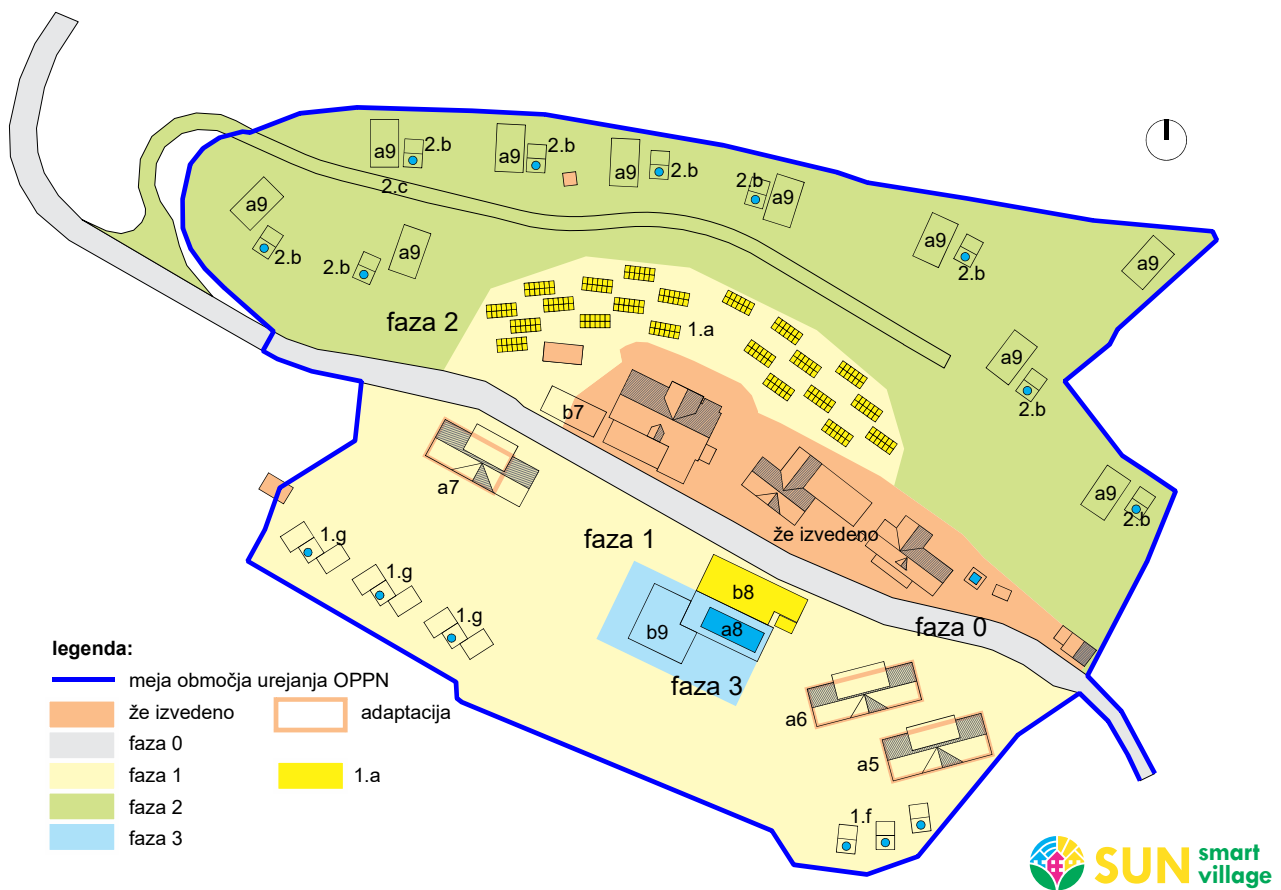 a9
2.b
a9
2.b
a9
2.b
2.b
a9
2.c
a9
2.b
2.b
a9
a9
2.b
a9
faza 2
1.a
a9
2.b
b7
a7
a9
2.b
že izvedeno
faza 1
1.g
1.g
1.g
b8
a8
b9
faza 0
faza 3
a6
a5
1.f
legenda:
meja območja urejanja OPPN
že izvedeno
adaptacija
faza 0
faza 1
1.a
faza 2
faza 3
SUN smart
village